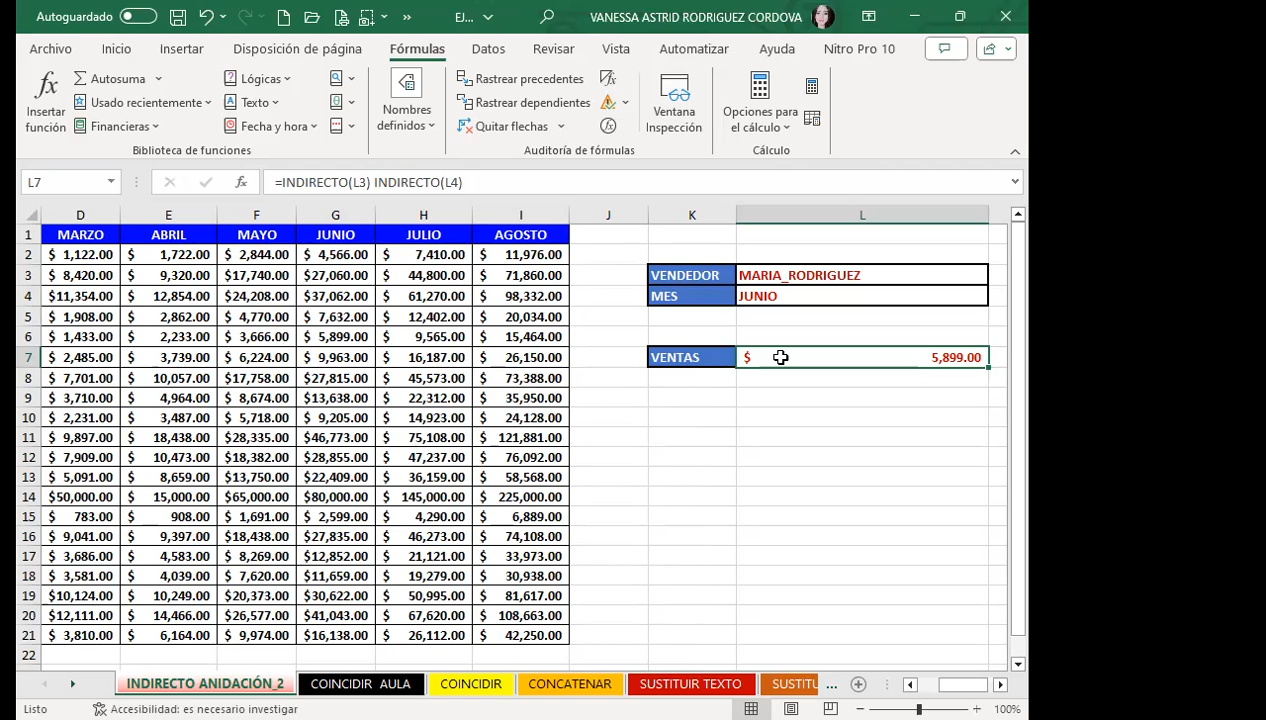 Autoguardado EJ... VANESSA ASTRID RODRIGUEZ CORDOVA
Archivo Inicio Insertar Disposición de página Fórmulas Datos Revisar Vista Automatizar Ayuda Nitro Pro 10
Insertar función
Autosuma
Usado recientemente
Financieras
Lógicas
Texto
Fecha y hora
Nombres definidos
Rastrear precedentes
Rastrear dependientes
Quitar flechas
Ventana Inspección
Opciones para el cálculo
Biblioteca de funciones Auditoría de fórmulas Cálculo
L7 fx =INDIRECTO(L3) INDIRECTO(L4)
D E F G H I J K L
1 MARZO ABRIL MAYO JUNIO JULIO AGOSTO
2 $ 1,122.00 $ 1,722.00 $ 2,844.00 $ 4,566.00 $ 7,410.00 $ 11,976.00
3 $ 8,420.00 $ 9,320.00 $17,740.00 $27,060.00 $ 44,800.00 $ 71,860.00 VENDEDOR MARIA_RODRIGUEZ
4 $11,354.00 $ 12,854.00 $24,208.00 $37,062.00 $ 61,270.00 $ 98,332.00 MES JUNIO
5 $ 1,908.00 $ 2,862.00 $ 4,770.00 $ 7,632.00 $ 12,402.00 $ 20,034.00
6 $ 1,433.00 $ 2,233.00 $ 3,666.00 $ 5,899.00 $ 9,565.00 $ 15,464.00
7 $ 2,485.00 $ 3,739.00 $ 6,224.00 $ 9,963.00 $ 16,187.00 $ 26,150.00 VENTAS $ 5,899.00
8 $ 7,701.00 $ 10,057.00 $17,758.00 $27,815.00 $ 45,573.00 $ 73,388.00
9 $ 3,710.00 $ 4,964.00 $ 8,674.00 $13,638.00 $ 22,312.00 $ 35,950.00
10 $ 2,231.00 $ 3,487.00 $ 5,718.00 $ 9,205.00 $ 14,923.00 $ 24,128.00
11 $ 9,897.00 $ 18,438.00 $28,335.00 $46,773.00 $ 75,108.00 $ 121,881.00
12 $ 7,909.00 $ 10,473.00 $18,382.00 $28,855.00 $ 47,237.00 $ 76,092.00
13 $ 5,091.00 $ 8,659.00 $13,750.00 $22,409.00 $ 36,159.00 $ 58,568.00
14 $50,000.00 $ 15,000.00 $65,000.00 $80,000.00 $ 145,000.00 $ 225,000.00
15 $ 783.00 $ 908.00 $ 1,691.00 $ 2,599.00 $ 4,290.00 $ 6,889.00
16 $ 9,041.00 $ 9,397.00 $18,438.00 $27,835.00 $ 46,273.00 $ 74,108.00
17 $ 3,686.00 $ 4,583.00 $ 8,269.00 $12,852.00 $ 21,121.00 $ 33,973.00
18 $ 3,581.00 $ 4,039.00 $ 7,620.00 $11,659.00 $ 19,279.00 $ 30,938.00
19 $10,124.00 $ 10,249.00 $20,373.00 $30,622.00 $ 50,995.00 $ 81,617.00
20 $12,111.00 $ 14,466.00 $26,577.00 $41,043.00 $ 67,620.00 $ 108,663.00
21 $ 3,810.00 $ 6,164.00 $ 9,974.00 $16,138.00 $ 26,112.00 $ 42,250.00
22
INDIRECTO ANIDACIÓN_2 COINCIDIR AULA COINCIDIR CONCATENAR SUSTITUIR TEXTO SUSTITU ...
Listo Accesibilidad: es necesario investigar 100%